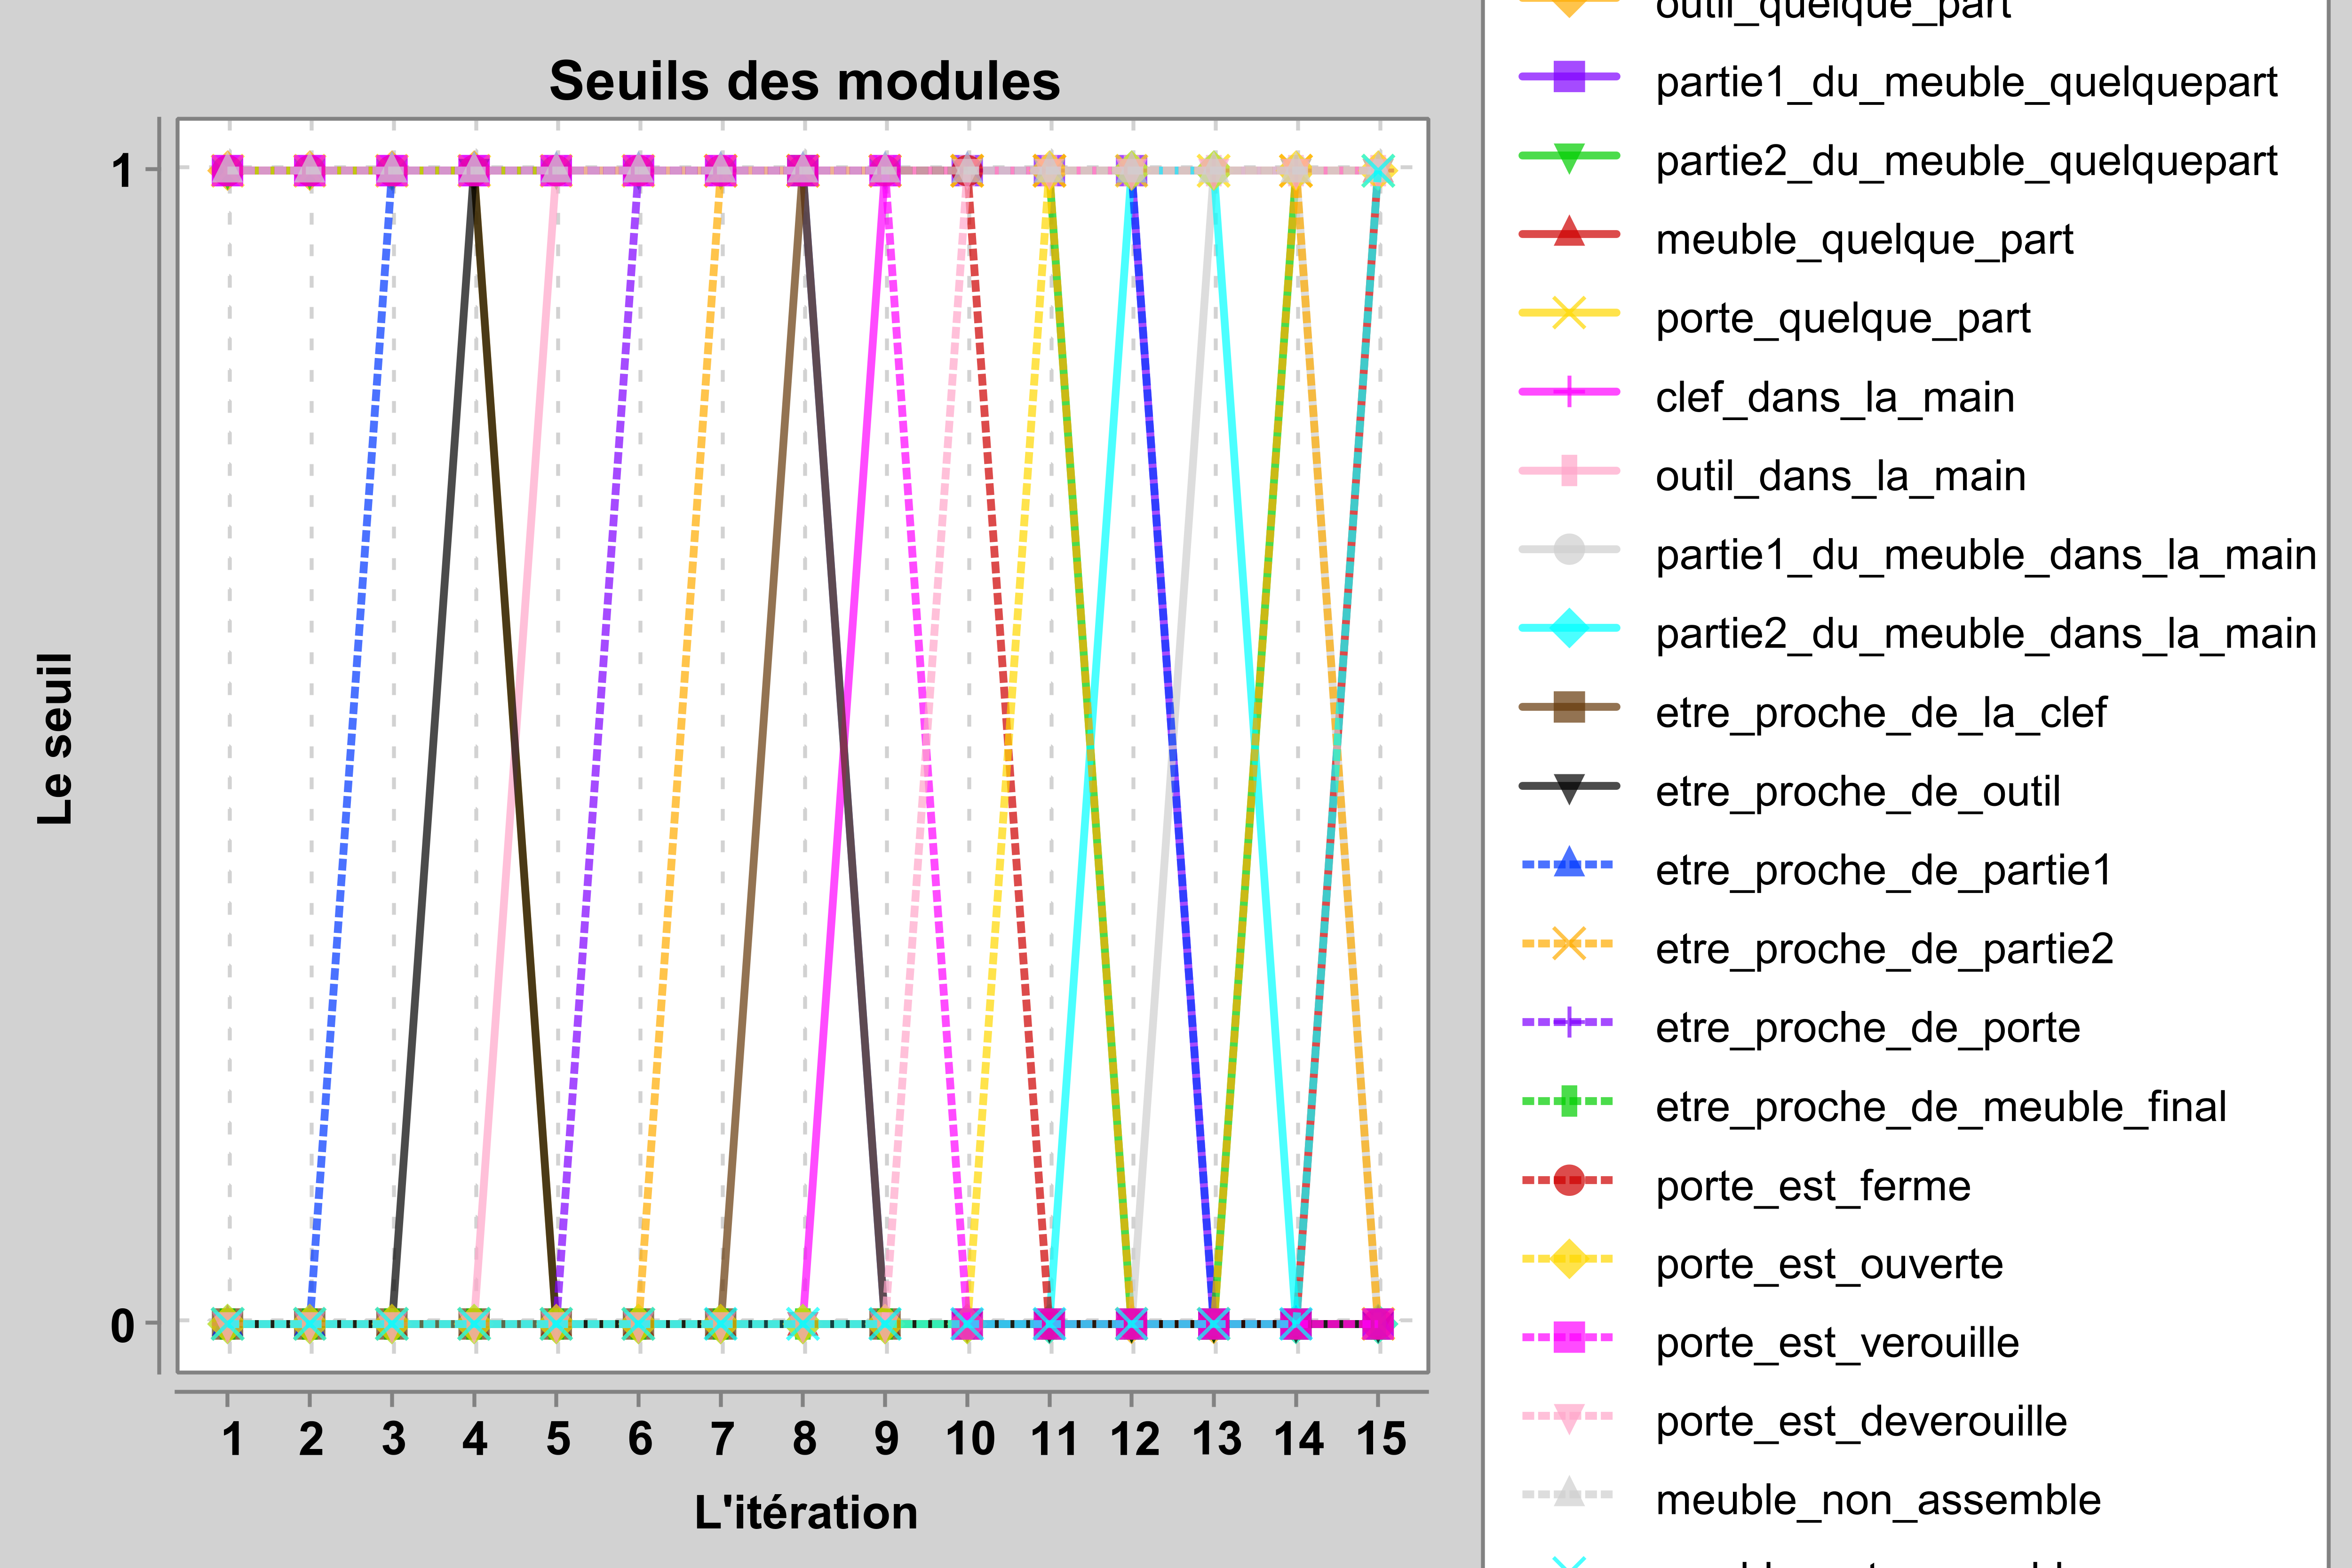 Seuils des modules
1
0
Le seuil
1 2 3 4 5 6 7 8 9 10 11 12 13 14 15
L'itération
outil_quelque_part
partie1_du_meuble_quelquepart
partie2_du_meuble_quelquepart
meuble_quelque_part
porte_quelque_part
clef_dans_la_main
outil_dans_la_main
partie1_du_meuble_dans_la_main
partie2_du_meuble_dans_la_main
etre_proche_de_la_clef
etre_proche_de_outil
etre_proche_de_partie1
etre_proche_de_partie2
etre_proche_de_porte
etre_proche_de_meuble_final
porte_est_ferme
porte_est_ouverte
porte_est_verouille
porte_est_deverouille
meuble_non_assemble